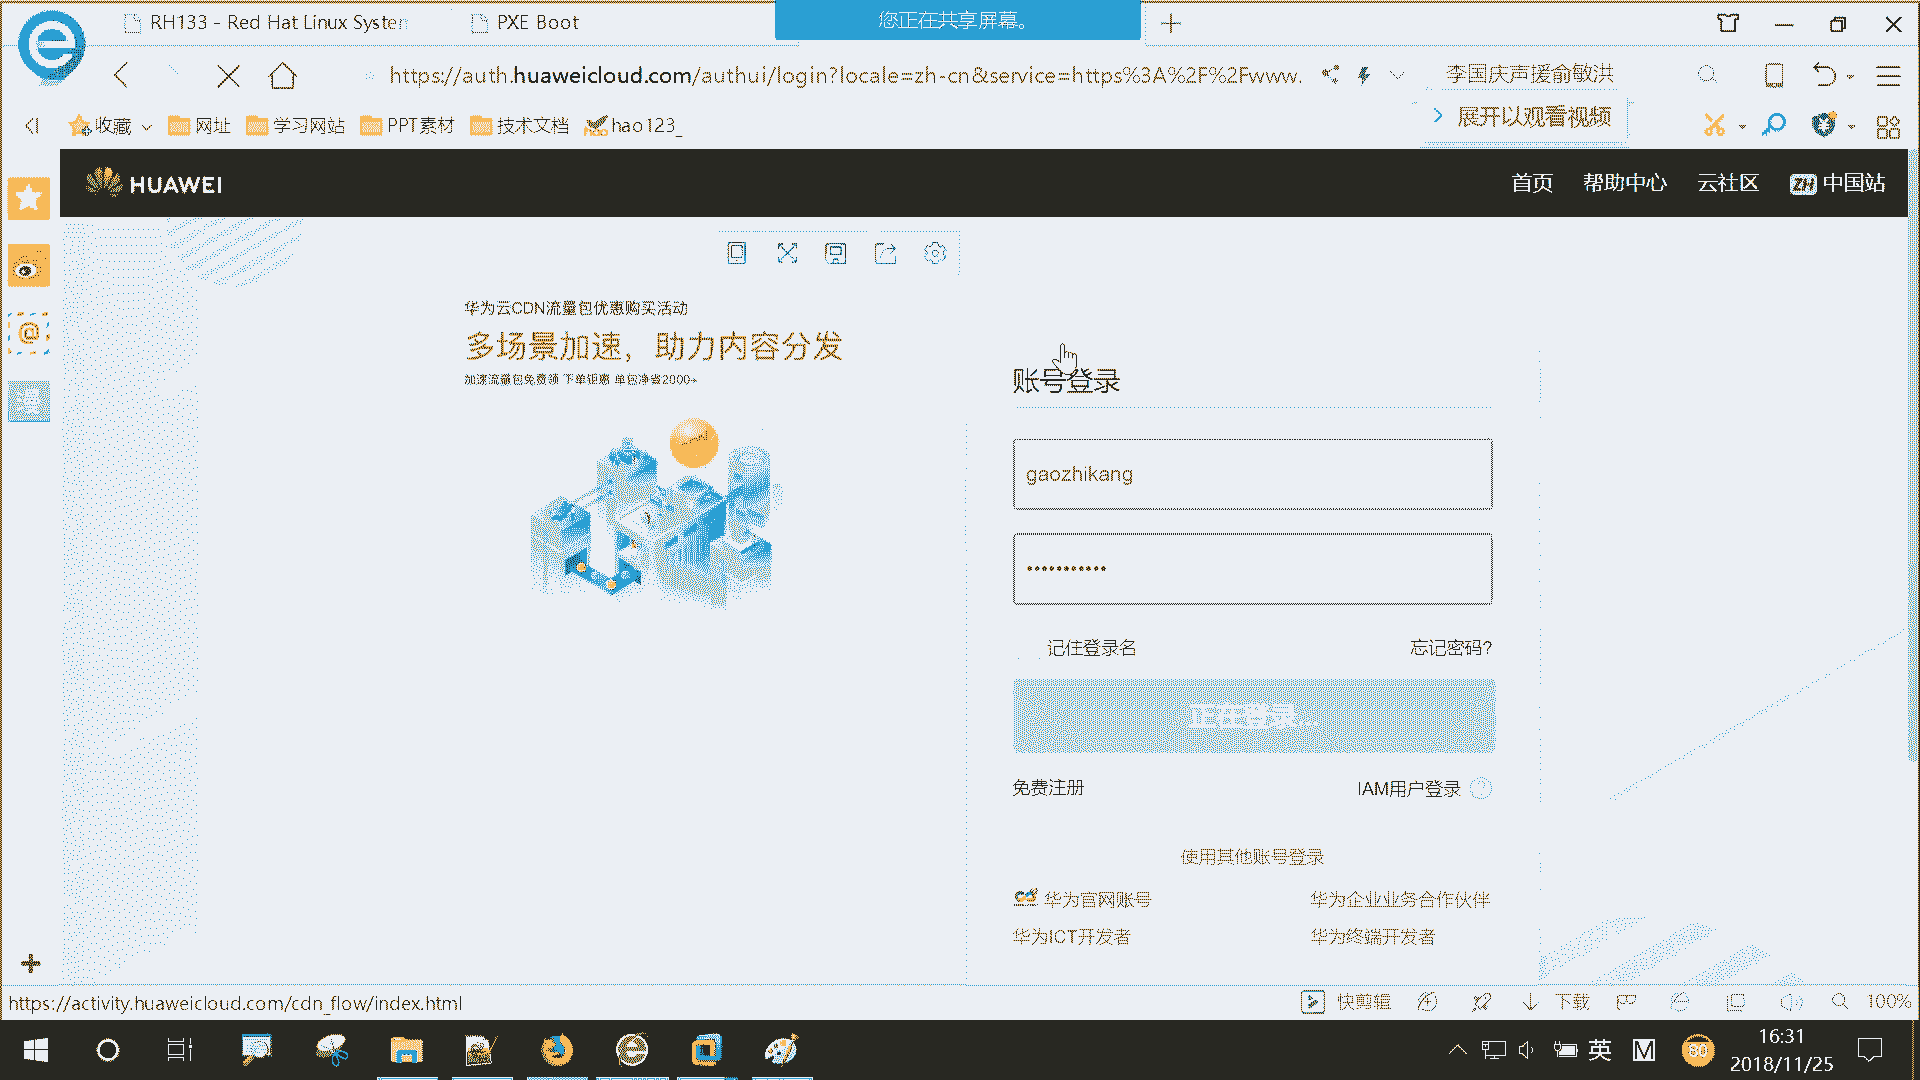 RH133 - Red Hat Linux System
PXE Boot
您正在共享屏幕。
https://auth.huaweicloud.com/authui/login?locale=zh-cn&service=https%3A%2F%2Fwww.
李国庆声援俞敏洪
收藏
网址
学习网站
PPT素材
技术文档
hao123_
展开以观看视频
HUAWEI
首页
帮助中心
云社区
ZH 中国站
华为云CDN流量包优惠购买活动
多场景加速，助力内容分发
加速流量包免费领 下单钜惠 单包净省2000+
账号登录
gaozhikang
记住登录名
忘记密码?
正在登录...
免费注册
IAM用户登录
使用其他账号登录
华为官网账号
华为企业业务合作伙伴
华为ICT开发者
华为终端开发者
https://activity.huaweicloud.com/cdn_flow/index.html
快剪辑
下载
100%
英
M
80
16:31
2018/11/25